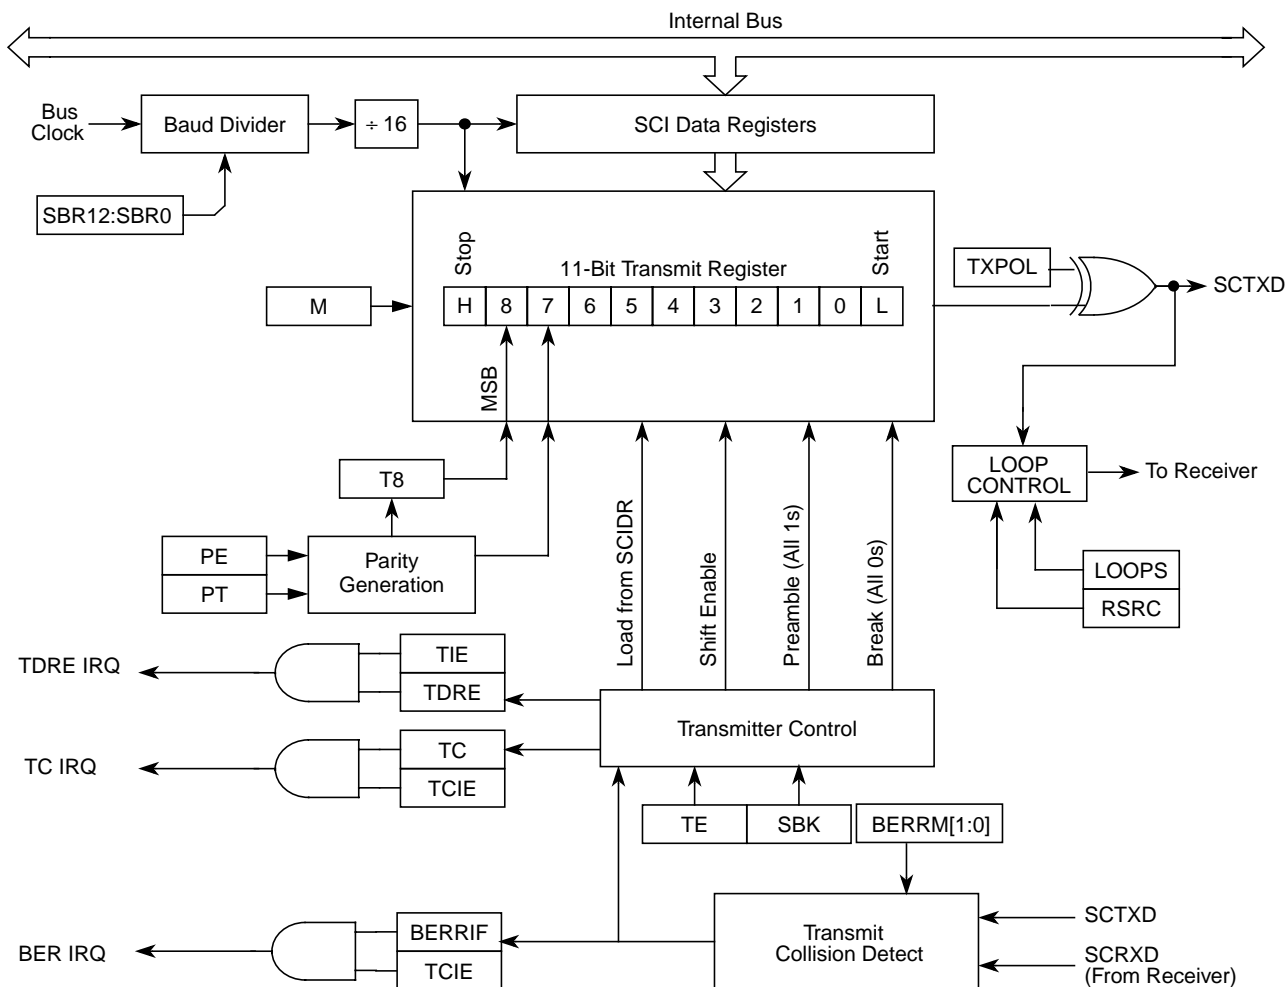 Internal Bus
Bus
Clock
Baud Divider
÷ 16
SCI Data Registers
SBR12:SBR0
Stop
11-Bit Transmit Register
Start
M
H 8 7 6 5 4 3 2 1 0 L
TXPOL
SCTXD
MSB
T8
LOOP
CONTROL
To Receiver
PE
PT
Parity
Generation
Load from SCIDR
Shift Enable
Preamble (All 1s)
Break (All 0s)
LOOPS
RSRC
TDRE IRQ
TIE
TDRE
Transmitter Control
TC IRQ
TC
TCIE
TE
SBK
BERRM[1:0]
BER IRQ
BERRIF
TCIE
Transmit
Collision Detect
SCTXD
SCRXD
(From Receiver)